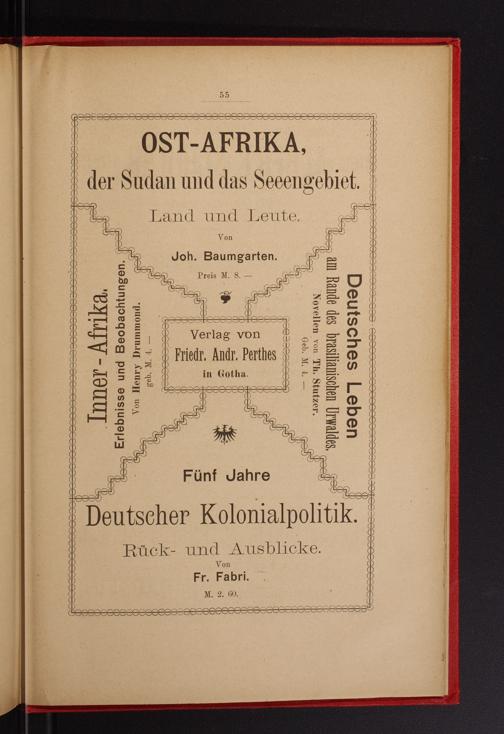 55
OST-AFRIKA,
der Sudan und das Seeengebiet.
Land und Leute.
Von
Joh. Baumgarten.
Preis M. 8. —
Inner-Afrika.
Erlebnisse und Beobachtungen.
Von Henry Drummond.
geb. M. 4. —
Verlag von
Friedr. Andr. Perthes
in Gotha.
Deutsches Leben
am Rande des brasilianischen Urwaldes.
Novellen von Th. Stutzer.
Geb. M. 4. —
Fünf Jahre
Deutscher Kolonialpolitik.
Rück- und Ausblicke.
Von
Fr. Fabri.
M. 2. 60.